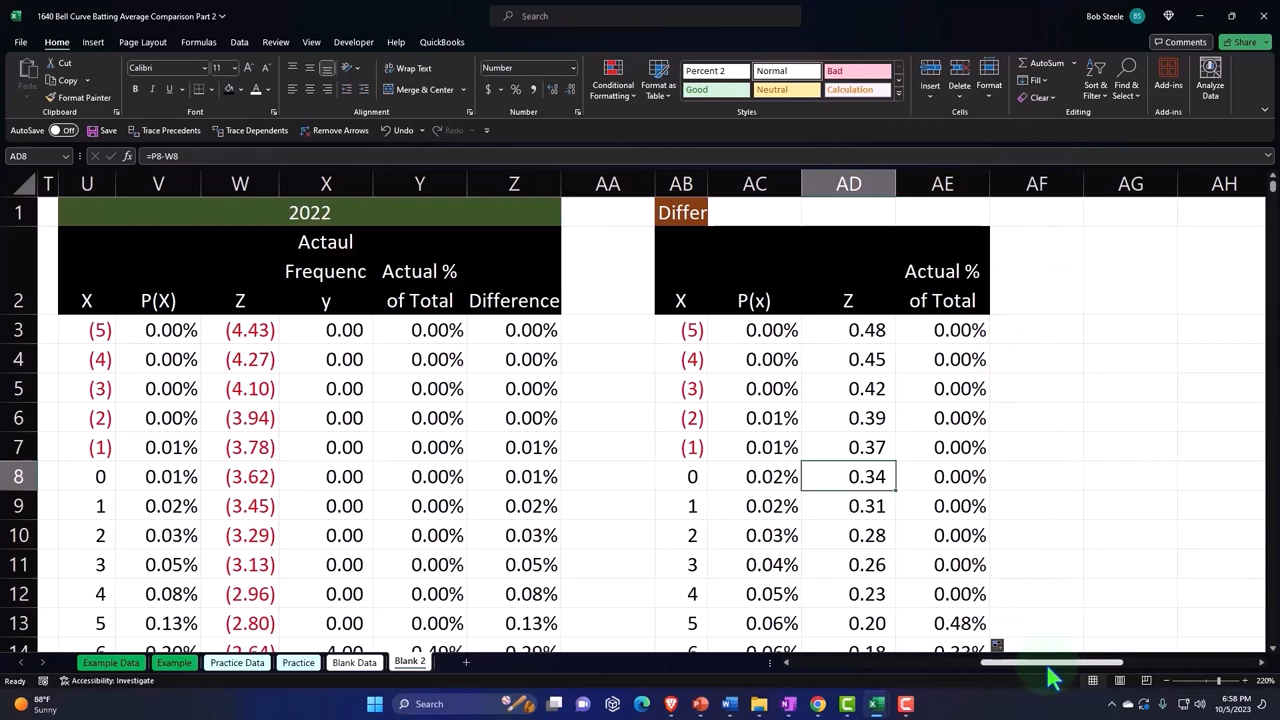 1640 Bell Curve Batting Average Comparison Part 2
Search
Bob Steele
BS
File Home Insert Page Layout Formulas Data Review View Developer Help QuickBooks
Comments
Share
Paste
Cut
Copy
Format Painter
Clipboard
Calibri
11
Font
Wrap Text
Merge & Center
Alignment
Number
Number
Conditional Formatting
Format as Table
Percent 2 Normal Bad
Good Neutral Calculation
Styles
Insert Delete Format
Cells
AutoSum
Fill
Clear
Sort & Filter
Find & Select
Editing
Add-ins
Add-ins
Analyze Data
AutoSave Off Save Trace Precedents Trace Dependents Remove Arrows Undo Redo
AD8 fx =P8-W8
T U V W X Y Z AA AB AC AD AE AF AG AH
1 2022 Differ
2 X P(X) Z Actaul Frequenc y Actual % of Total Difference X P(x) Z Actual % of Total
3 (5) 0.00% (4.43) 0.00 0.00% 0.00% (5) 0.00% 0.48 0.00%
4 (4) 0.00% (4.27) 0.00 0.00% 0.00% (4) 0.00% 0.45 0.00%
5 (3) 0.00% (4.10) 0.00 0.00% 0.00% (3) 0.00% 0.42 0.00%
6 (2) 0.00% (3.94) 0.00 0.00% 0.00% (2) 0.01% 0.39 0.00%
7 (1) 0.01% (3.78) 0.00 0.00% 0.01% (1) 0.01% 0.37 0.00%
8 0 0.01% (3.62) 0.00 0.00% 0.01% 0 0.02% 0.34 0.00%
9 1 0.02% (3.45) 0.00 0.00% 0.02% 1 0.02% 0.31 0.00%
10 2 0.03% (3.29) 0.00 0.00% 0.03% 2 0.03% 0.28 0.00%
11 3 0.05% (3.13) 0.00 0.00% 0.05% 3 0.04% 0.26 0.00%
12 4 0.08% (2.96) 0.00 0.00% 0.08% 4 0.05% 0.23 0.00%
13 5 0.13% (2.80) 0.00 0.00% 0.13% 5 0.06% 0.20 0.48%
Example Data Example Practice Data Practice Blank Data Blank 2
Ready
Accessibility: Investigate
220%
88°F
Sunny
Search
6:58 PM
10/5/2023